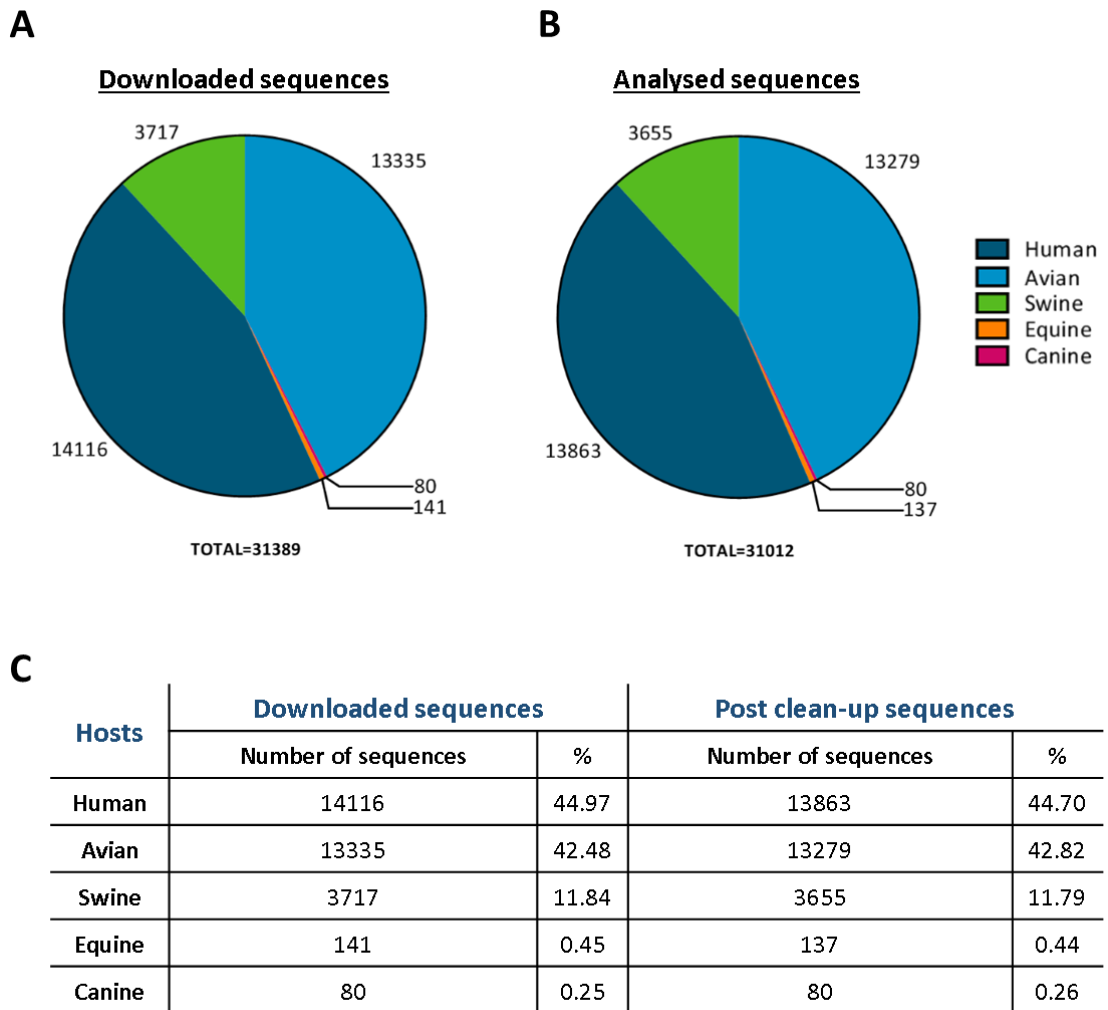 A
B
Downloaded sequences
Analysed sequences
3717
13335
3655
13279
Human
Avian
Swine
Equine
Canine
14116
13863
80
141
80
137
TOTAL=31389
TOTAL=31012
C
Hosts Downloaded sequences Post clean-up sequences
Number of sequences % Number of sequences %
Human 14116 44.97 13863 44.70
Avian 13335 42.48 13279 42.82
Swine 3717 11.84 3655 11.79
Equine 141 0.45 137 0.44
Canine 80 0.25 80 0.26